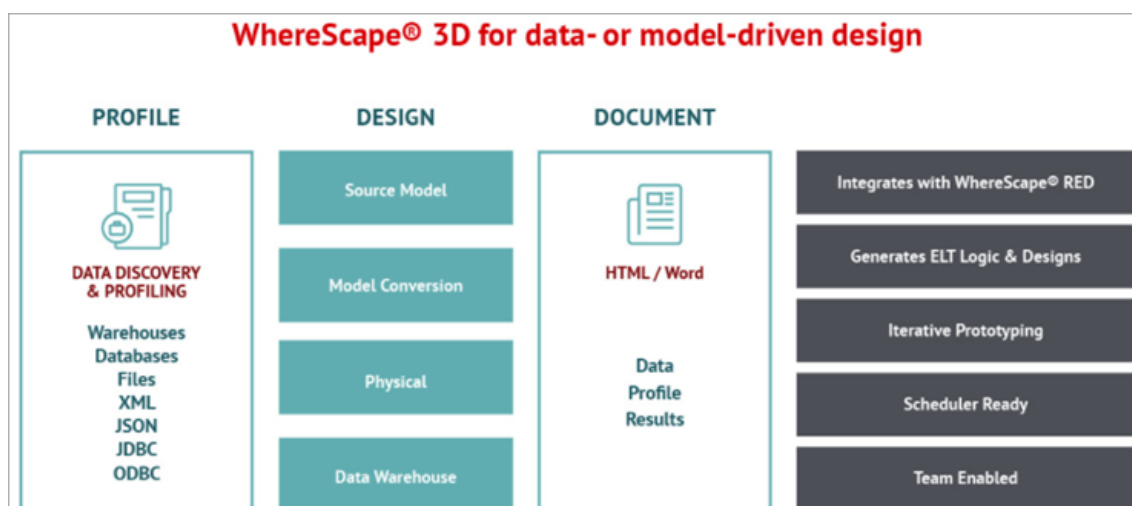 WhereScape® 3D for data- or model-driven design
PROFILE
DATA DISCOVERY
& PROFILING
Warehouses
Databases
Files
XML
JSON
JDBC
ODBC
DESIGN
Source Model
Model Conversion
Physical
Data Warehouse
DOCUMENT
HTML / Word
Data
Profile
Results
Integrates with WhereScape® RED
Generates ELT Logic & Designs
Iterative Prototyping
Scheduler Ready
Team Enabled